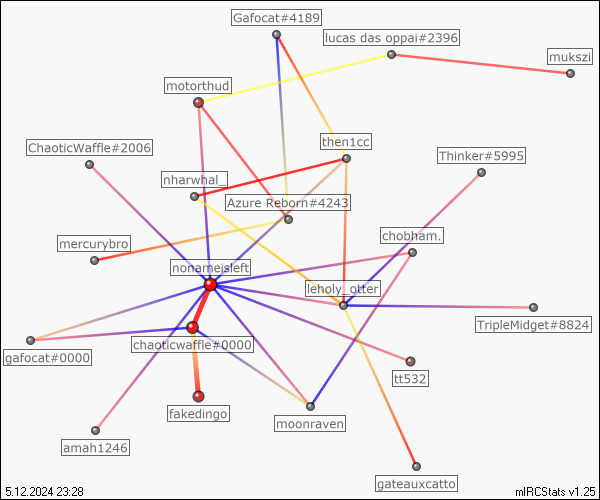 Gafocat#4189
lucas das oppai#2396
mukszi
motorthud
then1cc
ChaoticWaffle#2006
Thinker#5995
nharwhal_
Azure Reborn#4243
chobham.
mercurybro
nonameisleft
leholy_otter
TripleMidget#8824
chaoticwaffle#0000
gafocat#0000
tt532
fakedingo
moonraven
amah1246
gateauxcatto
5.12.2024 23:28
mIRCStats v1.25